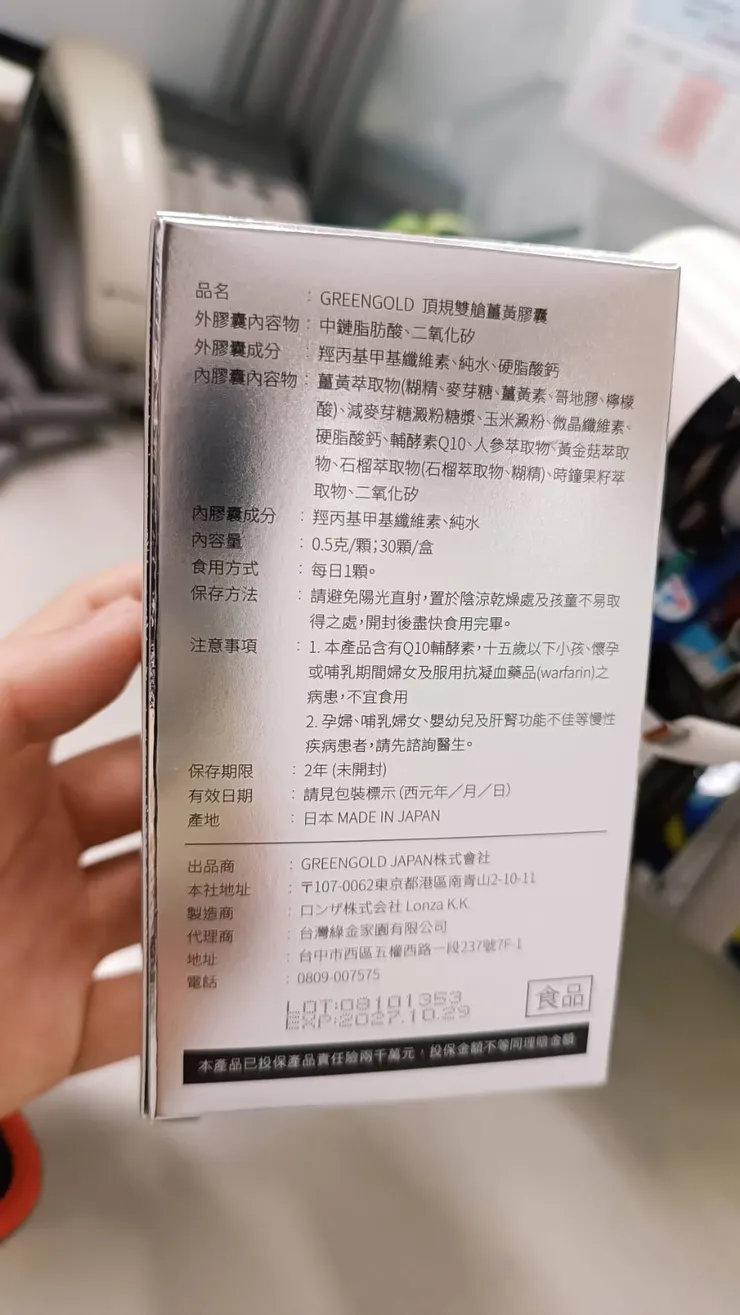 品名 : GREENGOLD 頂規雙艙薑黃膠囊
外膠囊內容物 : 中鏈脂肪酸、二氧化矽
外膠囊成分 : 羥丙基甲基纖維素、純水、硬脂酸鈣
內膠囊內容物 : 薑黃萃取物(糊精、麥芽糖、薑黃素、哥地膠、檸檬
酸)、減麥芽糖澱粉糖漿、玉米澱粉、微晶纖維素、
硬脂酸鈣、輔酵素Q10、人參萃取物、黃金菇萃取
物、石榴萃取物(石榴萃取物、糊精)、時鐘果籽萃
取物、二氧化矽
內膠囊成分 : 羥丙基甲基纖維素、純水
內容量 : 0.5克/顆;30顆/盒
食用方式 : 每日1顆。
保存方法 : 請避免陽光直射,置於陰涼乾燥處及孩童不易取
得之處,開封後盡快食用完畢。
注意事項 : 1. 本產品含有Q10輔酵素,十五歲以下小孩、懷孕
或哺乳期間婦女及服用抗凝血藥品(warfarin)之
病患,不宜食用
2. 孕婦、哺乳婦女、嬰幼兒及肝腎功能不佳等慢性
疾病患者,請先諮詢醫生。
保存期限 : 2年 (未開封)
有效日期 : 請見包裝標示 (西元年／月／日)
產地 : 日本 MADE IN JAPAN
出品商 : GREENGOLD JAPAN株式會社
本社地址 : 〒107-0062東京都港區南青山2-10-11
製造商 : ロンザ株式会社 Lonza K.K.
代理商 : 台灣綠金家園有限公司
地址 : 台中市西區五權西路一段237號7F-1
電話 : 0809-007575
LOT:08101353
EXP:2027.10.29
食品
本產品已投保產品責任險兩千萬元，投保金額不等同理賠金額